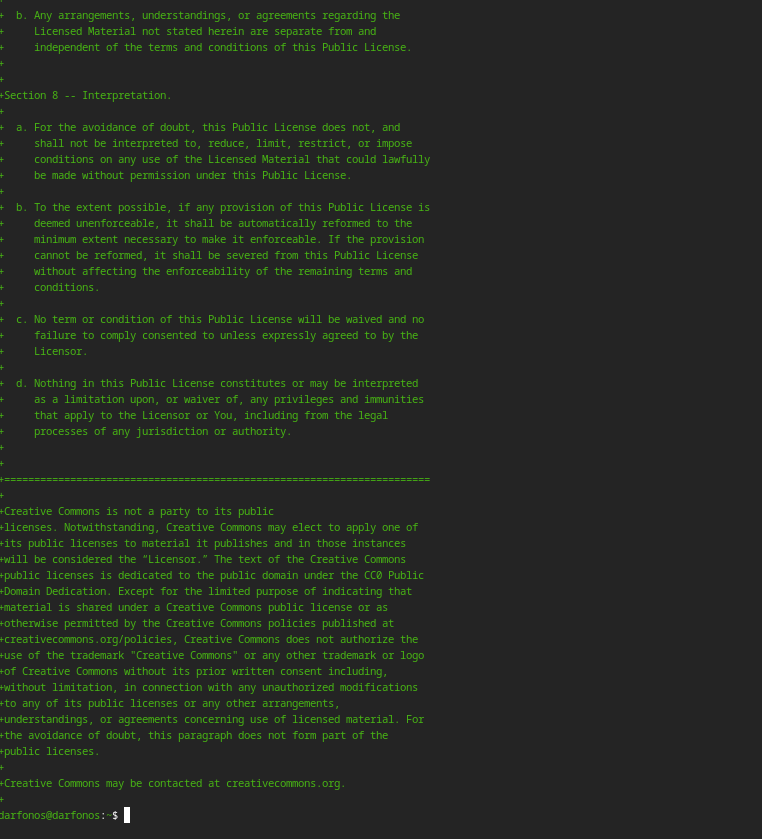 +  b. Any arrangements, understandings, or agreements regarding the
+     Licensed Material not stated herein are separate from and
+     independent of the terms and conditions of this Public License.
+
+
+Section 8 -- Interpretation.
+
+  a. For the avoidance of doubt, this Public License does not, and
+     shall not be interpreted to, reduce, limit, restrict, or impose
+     conditions on any use of the Licensed Material that could lawfully
+     be made without permission under this Public License.
+
+  b. To the extent possible, if any provision of this Public License is
+     deemed unenforceable, it shall be automatically reformed to the
+     minimum extent necessary to make it enforceable. If the provision
+     cannot be reformed, it shall be severed from this Public License
+     without affecting the enforceability of the remaining terms and
+     conditions.
+
+  c. No term or condition of this Public License will be waived and no
+     failure to comply consented to unless expressly agreed to by the
+     Licensor.
+
+  d. Nothing in this Public License constitutes or may be interpreted
+     as a limitation upon, or waiver of, any privileges and immunities
+     that apply to the Licensor or You, including from the legal
+     processes of any jurisdiction or authority.
+
+
+=======================================================================
+
+Creative Commons is not a party to its public
+licenses. Notwithstanding, Creative Commons may elect to apply one of
+its public licenses to material it publishes and in those instances
+will be considered the “Licensor.” The text of the Creative Commons
+public licenses is dedicated to the public domain under the CC0 Public
+Domain Dedication. Except for the limited purpose of indicating that
+material is shared under a Creative Commons public license or as
+otherwise permitted by the Creative Commons policies published at
+creativecommons.org/policies, Creative Commons does not authorize the
+use of the trademark "Creative Commons" or any other trademark or logo
+of Creative Commons without its prior written consent including,
+without limitation, in connection with any unauthorized modifications
+to any of its public licenses or any other arrangements,
+understandings, or agreements concerning use of licensed material. For
+the avoidance of doubt, this paragraph does not form part of the
+public licenses.
+
+Creative Commons may be contacted at creativecommons.org.
+
darfonos@darfonos:~$